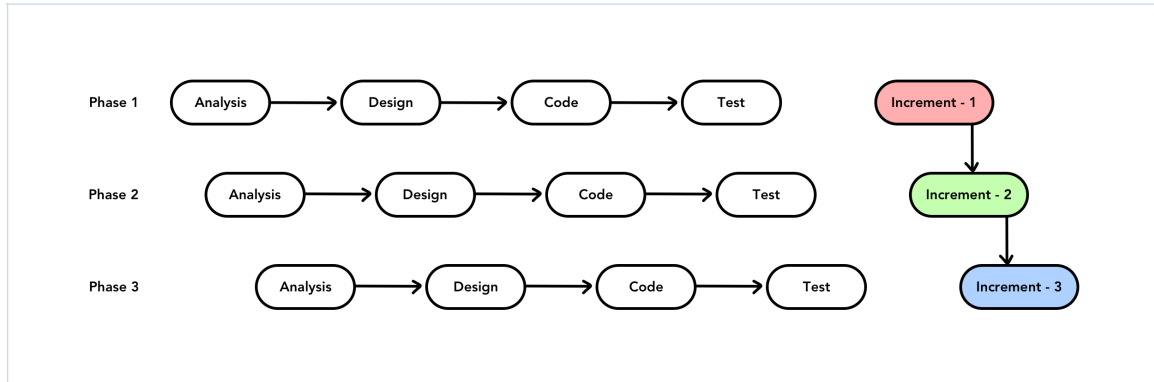 Phase 1 Analysis Design Code Test Increment - 1
Phase 2 Analysis Design Code Test Increment - 2
Phase 3 Analysis Design Code Test Increment - 3